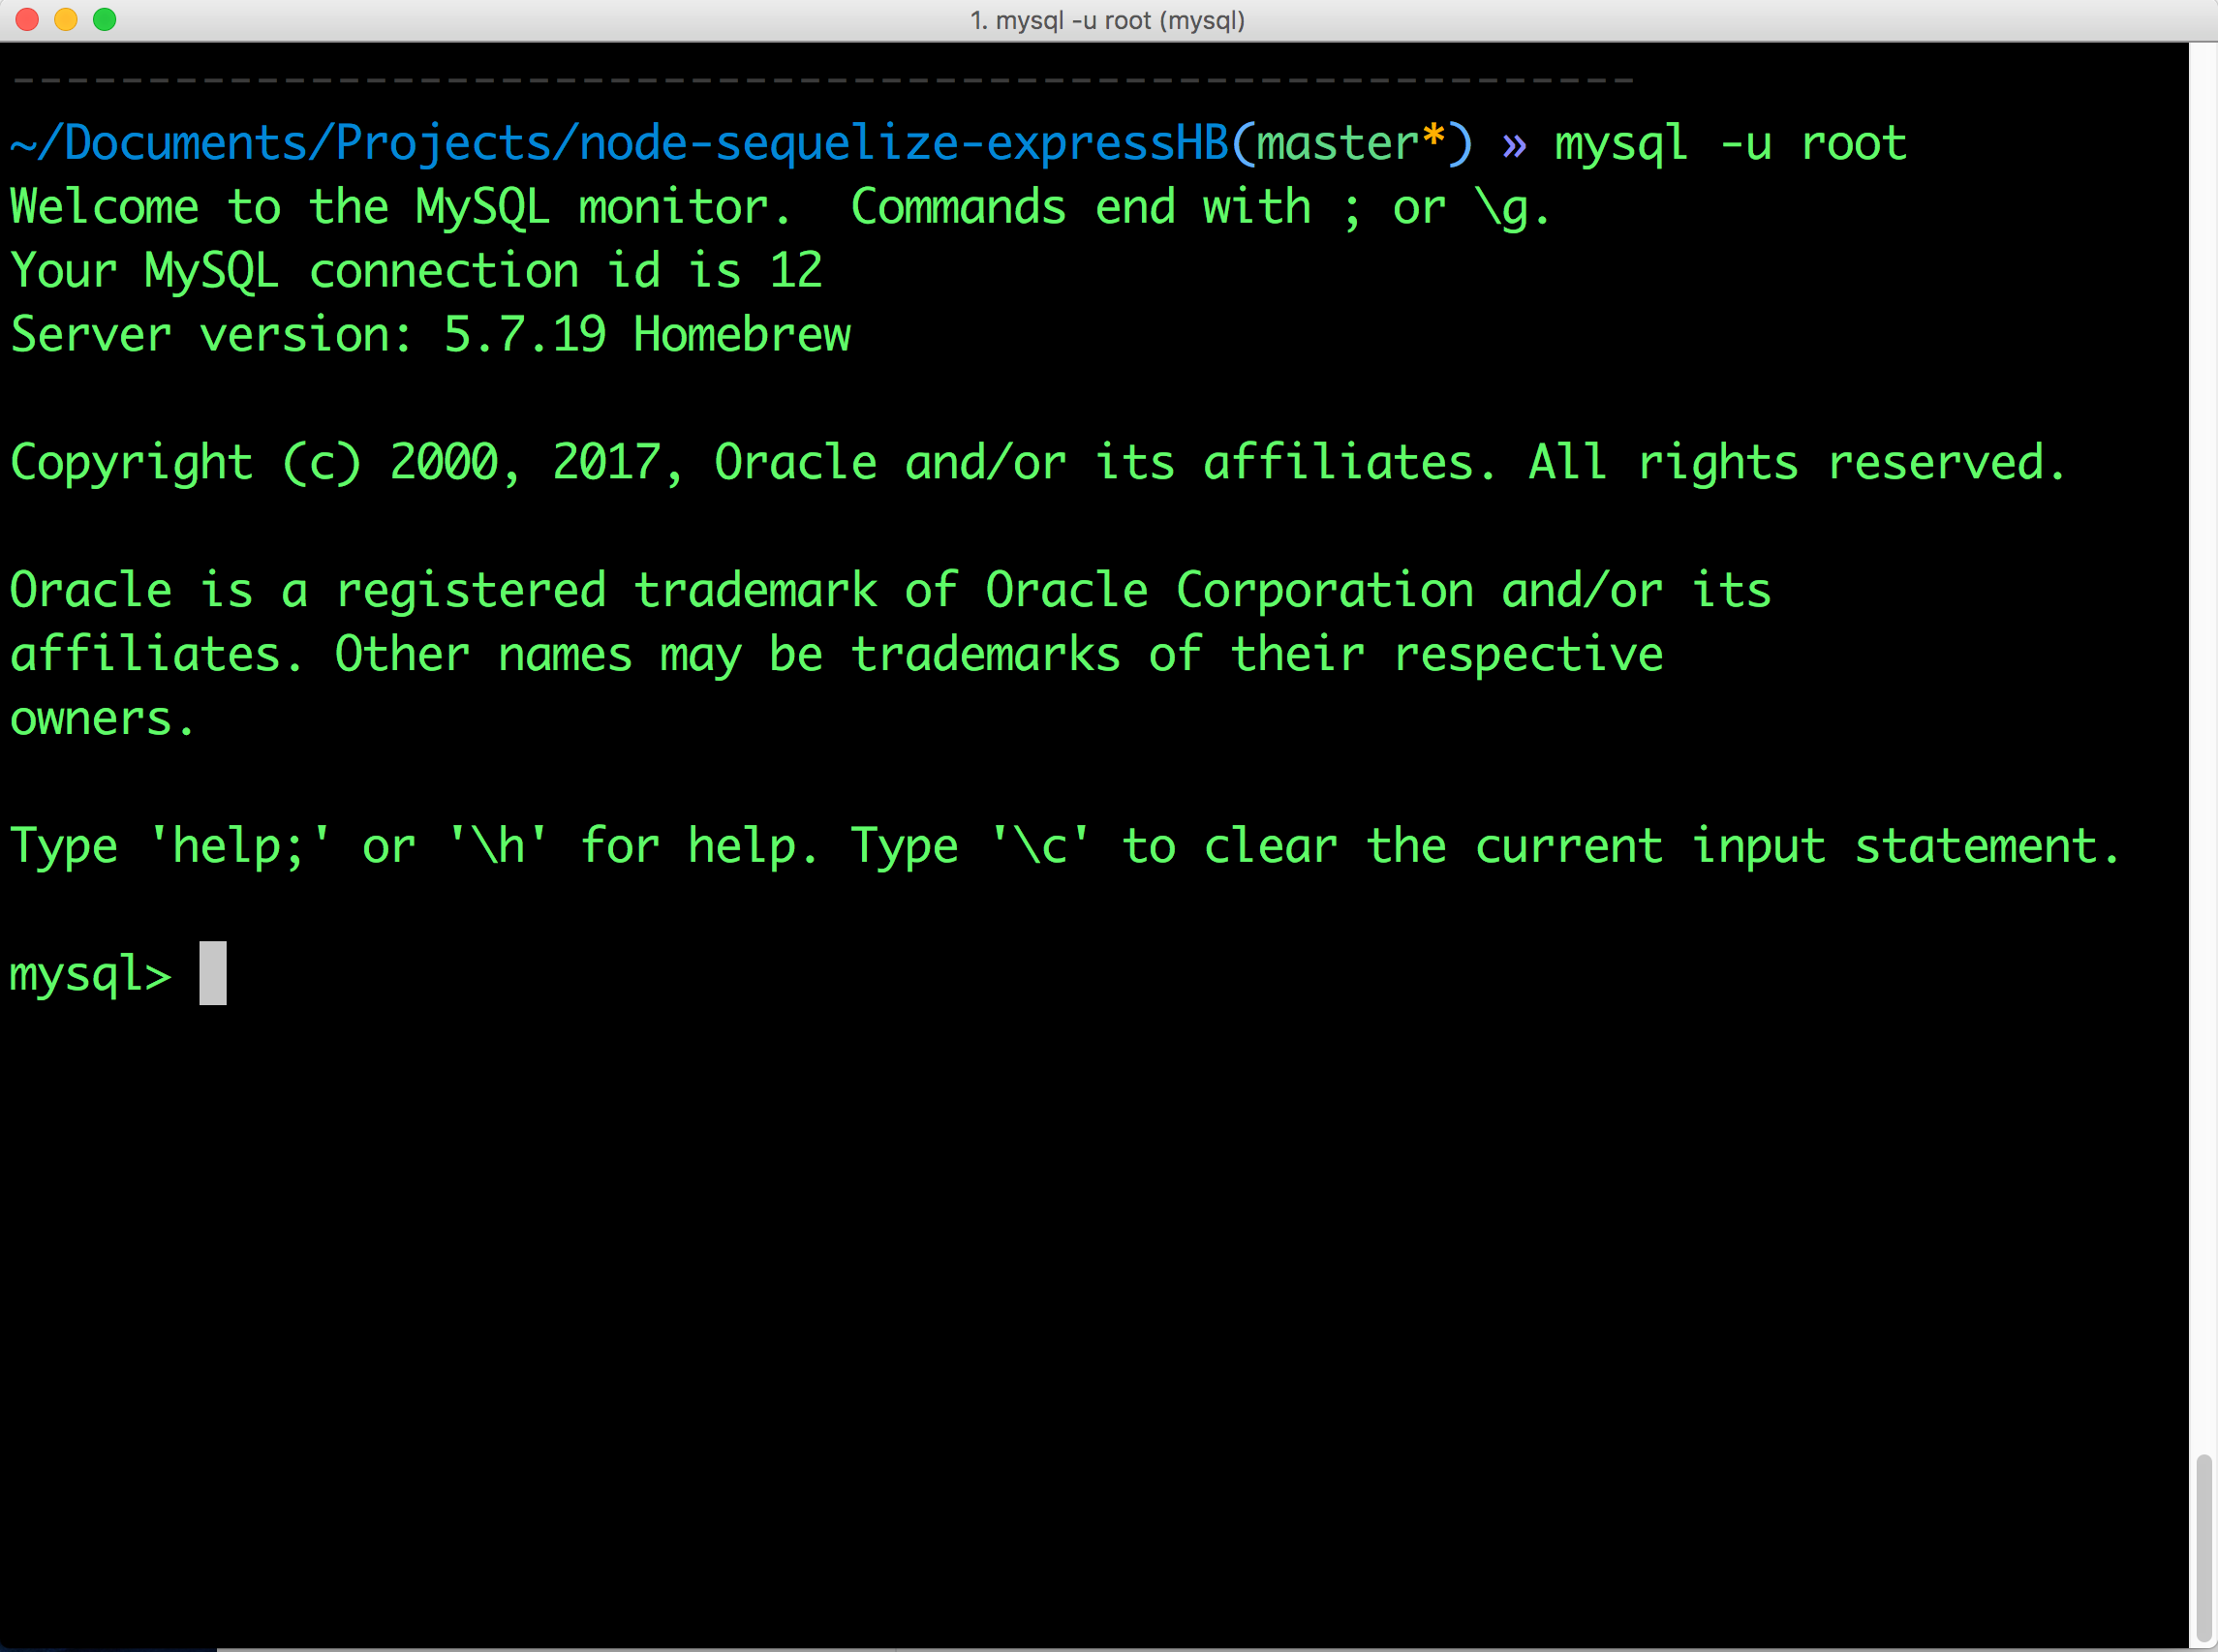 1. mysql -u root (mysql)
------------------------------------------------------------
~/Documents/Projects/node-sequelize-expressHB(master*) » mysql -u root
Welcome to the MySQL monitor.  Commands end with ; or \g.
Your MySQL connection id is 12
Server version: 5.7.19 Homebrew
Copyright (c) 2000, 2017, Oracle and/or its affiliates. All rights reserved.
Oracle is a registered trademark of Oracle Corporation and/or its
affiliates. Other names may be trademarks of their respective
owners.
Type 'help;' or '\h' for help. Type '\c' to clear the current input statement.
mysql>